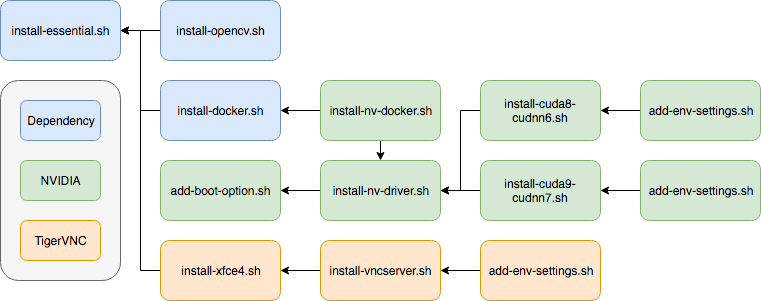 install-essential.sh
install-opencv.sh
Dependency
NVIDIA
TigerVNC
install-docker.sh
install-nv-docker.sh
install-cuda8-
cudnn6.sh
add-env-settings.sh
add-boot-option.sh
install-nv-driver.sh
install-cuda9-
cudnn7.sh
add-env-settings.sh
install-xfce4.sh
install-vncserver.sh
add-env-settings.sh